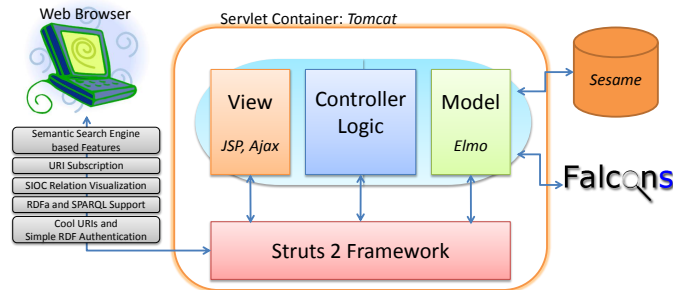 Web Browser
Servlet Container: Tomcat
View
JSP, Ajax
Controller
Logic
Model
Elmo
Sesame
Falcons
Semantic Search Engine
based Features
URI Subscription
SIOC Relation Visualization
RDFa and SPARQL Support
Cool URIs and
Simple RDF Authentication
Struts 2 Framework